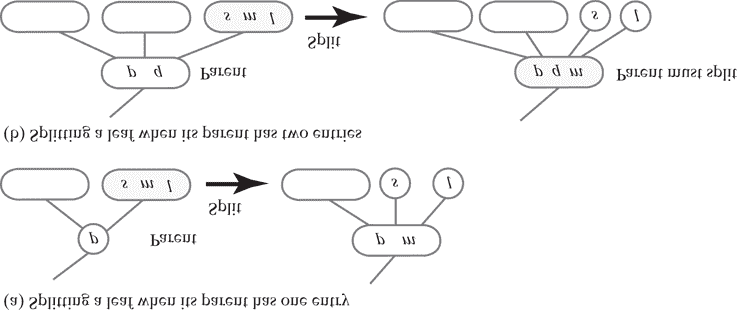 (a) Splitting a leaf when its parent has one entry
p
Parent
p m
s m l
Split
s
l
(b) Splitting a leaf when its parent has two entries
p q
Parent
p q m
Parent must split
s m l
Split
s
l